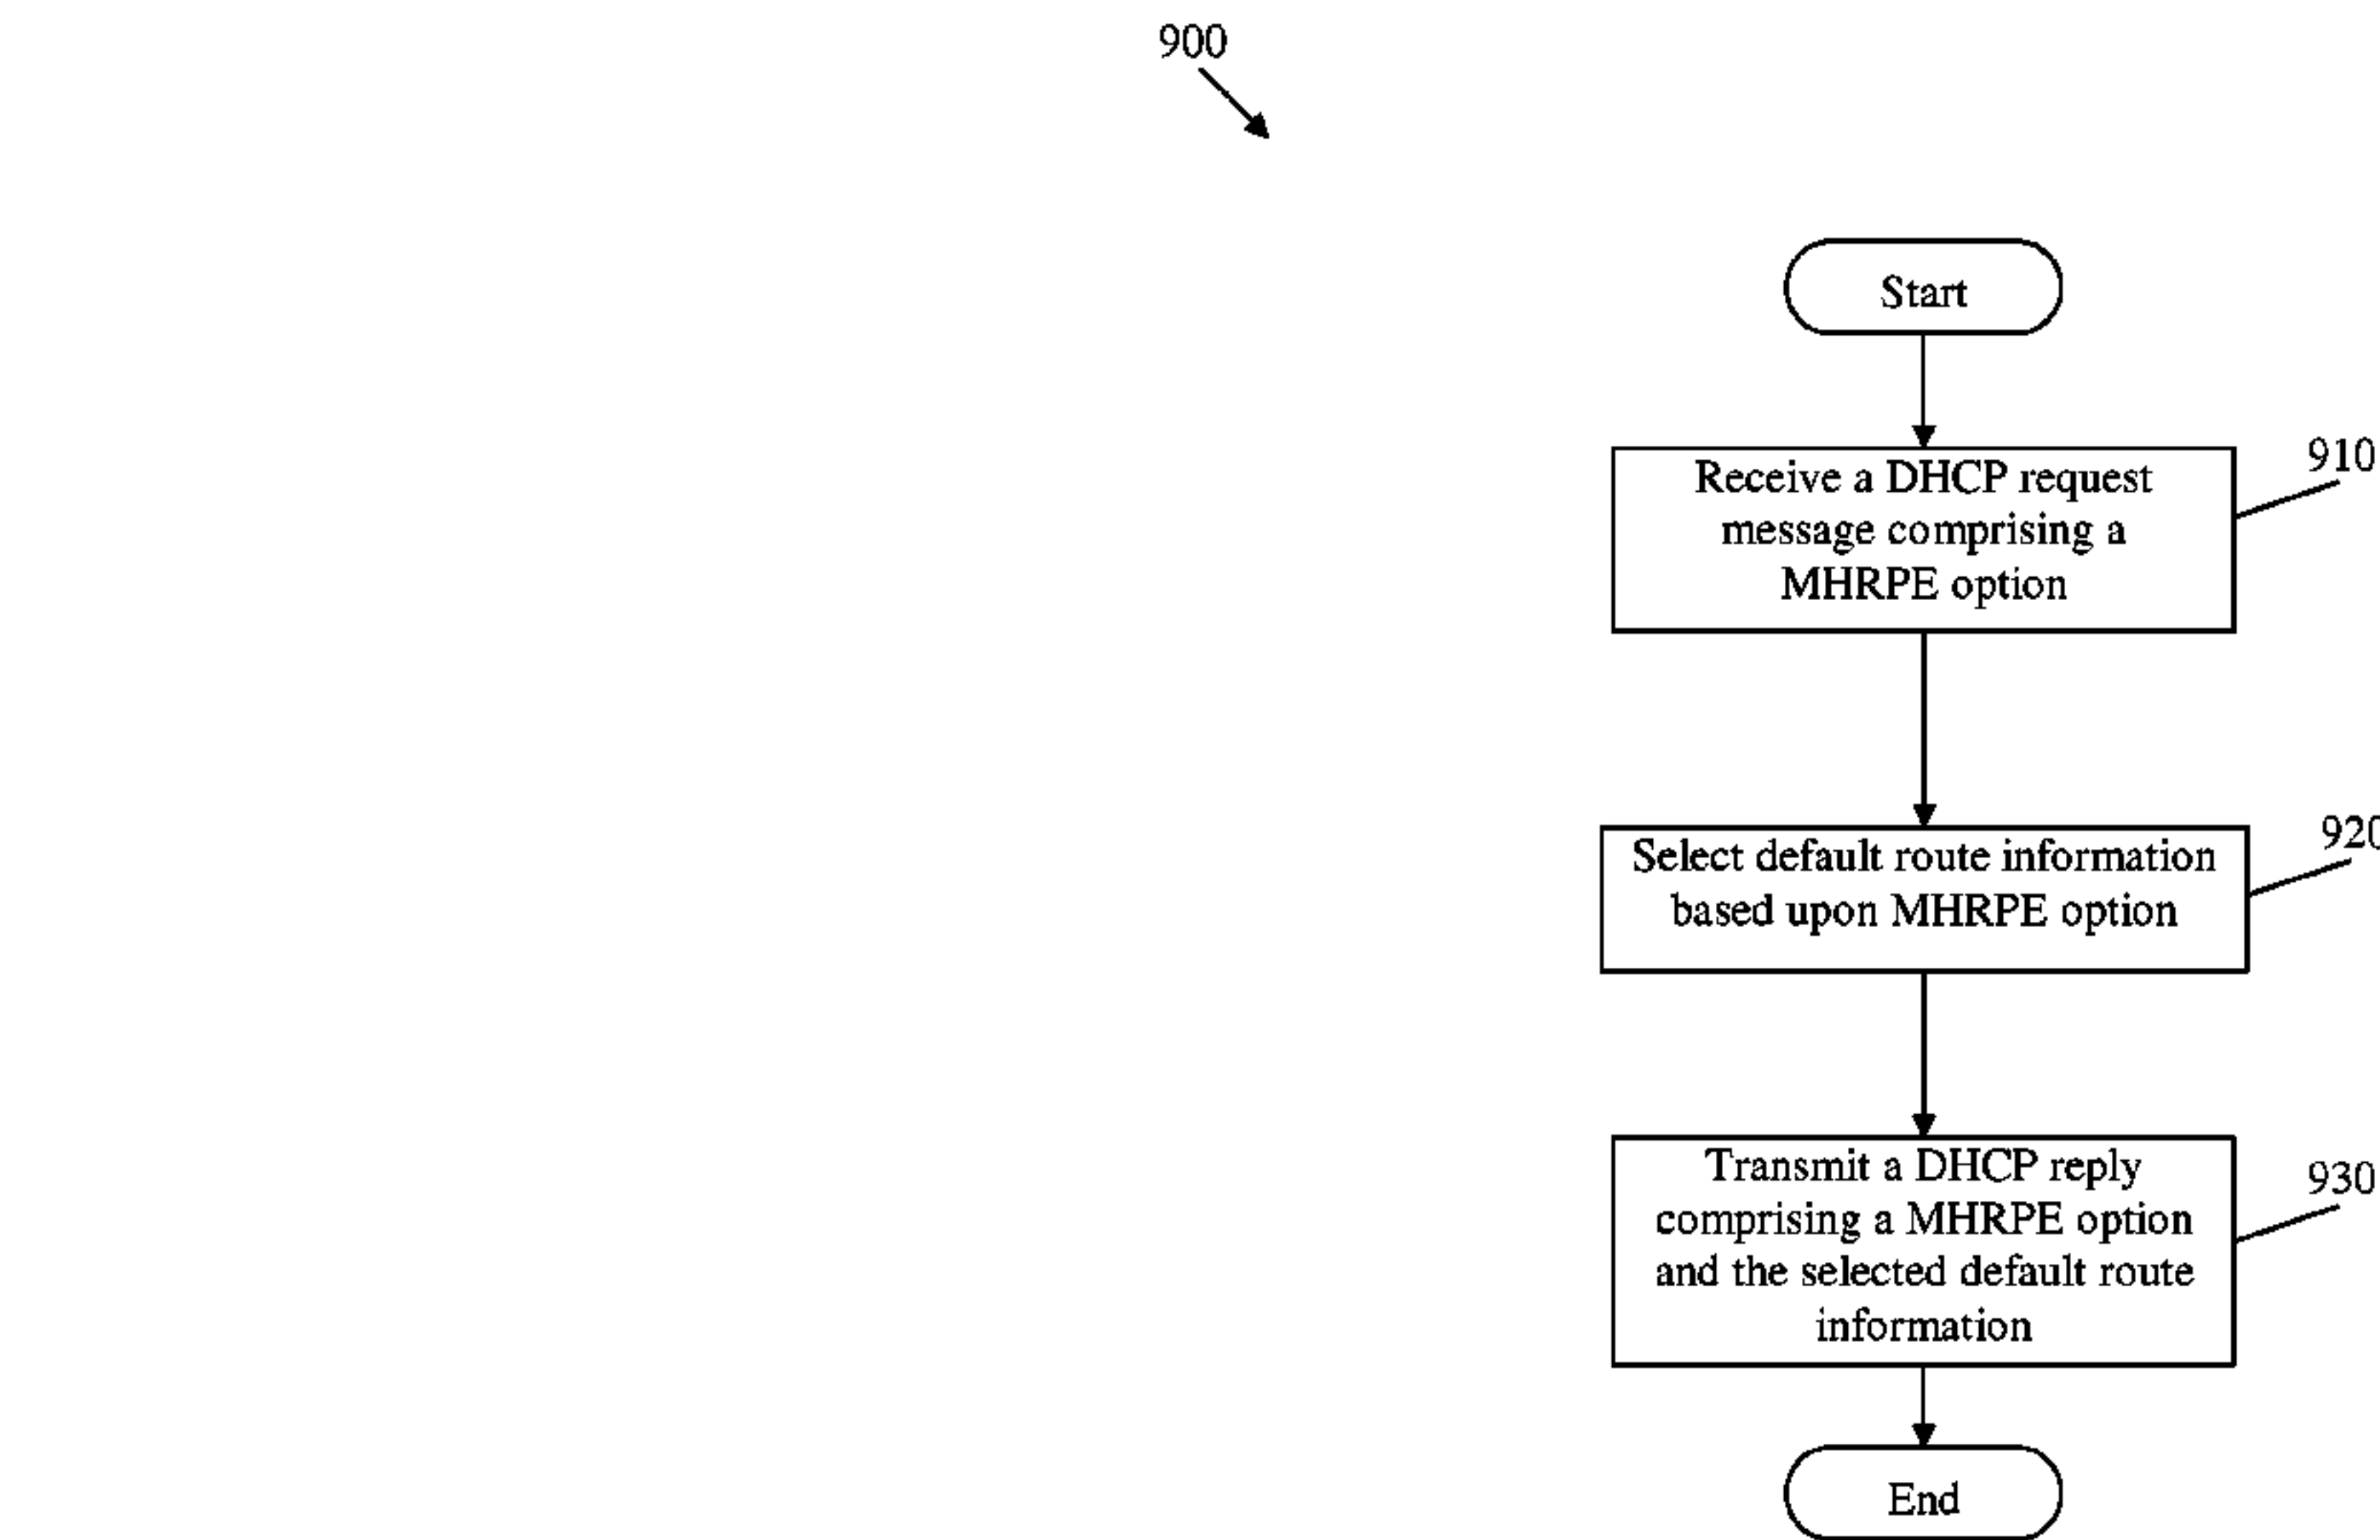 900
Start
Receive a DHCP request
message comprising a
MHRPE option
910
Select default route information
based upon MHRPE option
920
Transmit a DHCP reply
comprising a MHRPE option
and the selected default route
information
930
End